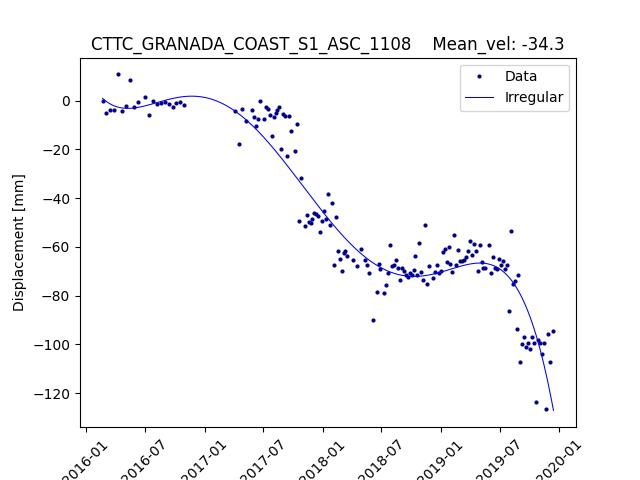 CTTC_GRANADA_COAST_S1_ASC_1108 Mean_vel: -34.3
Data
Irregular
Displacement [mm]
0
−20
−40
−60
−80
−100
−120
2016-01 2016-07 2017-01 2017-07 2018-01 2018-07 2019-01 2019-07 2020-01